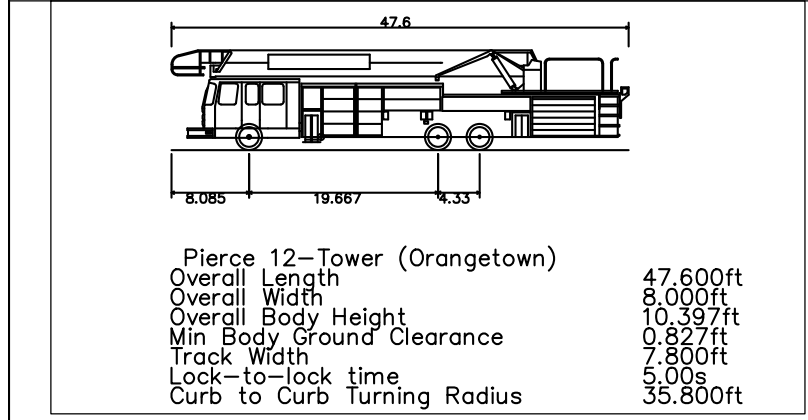 47.6
8.085 19.667 4.33
Pierce 12-Tower (Orangetown)
Overall Length 47.600ft
Overall Width 8.000ft
Overall Body Height 10.397ft
Min Body Ground Clearance 0.827ft
Track Width 7.800ft
Lock-to-lock time 5.00s
Curb to Curb Turning Radius 35.800ft